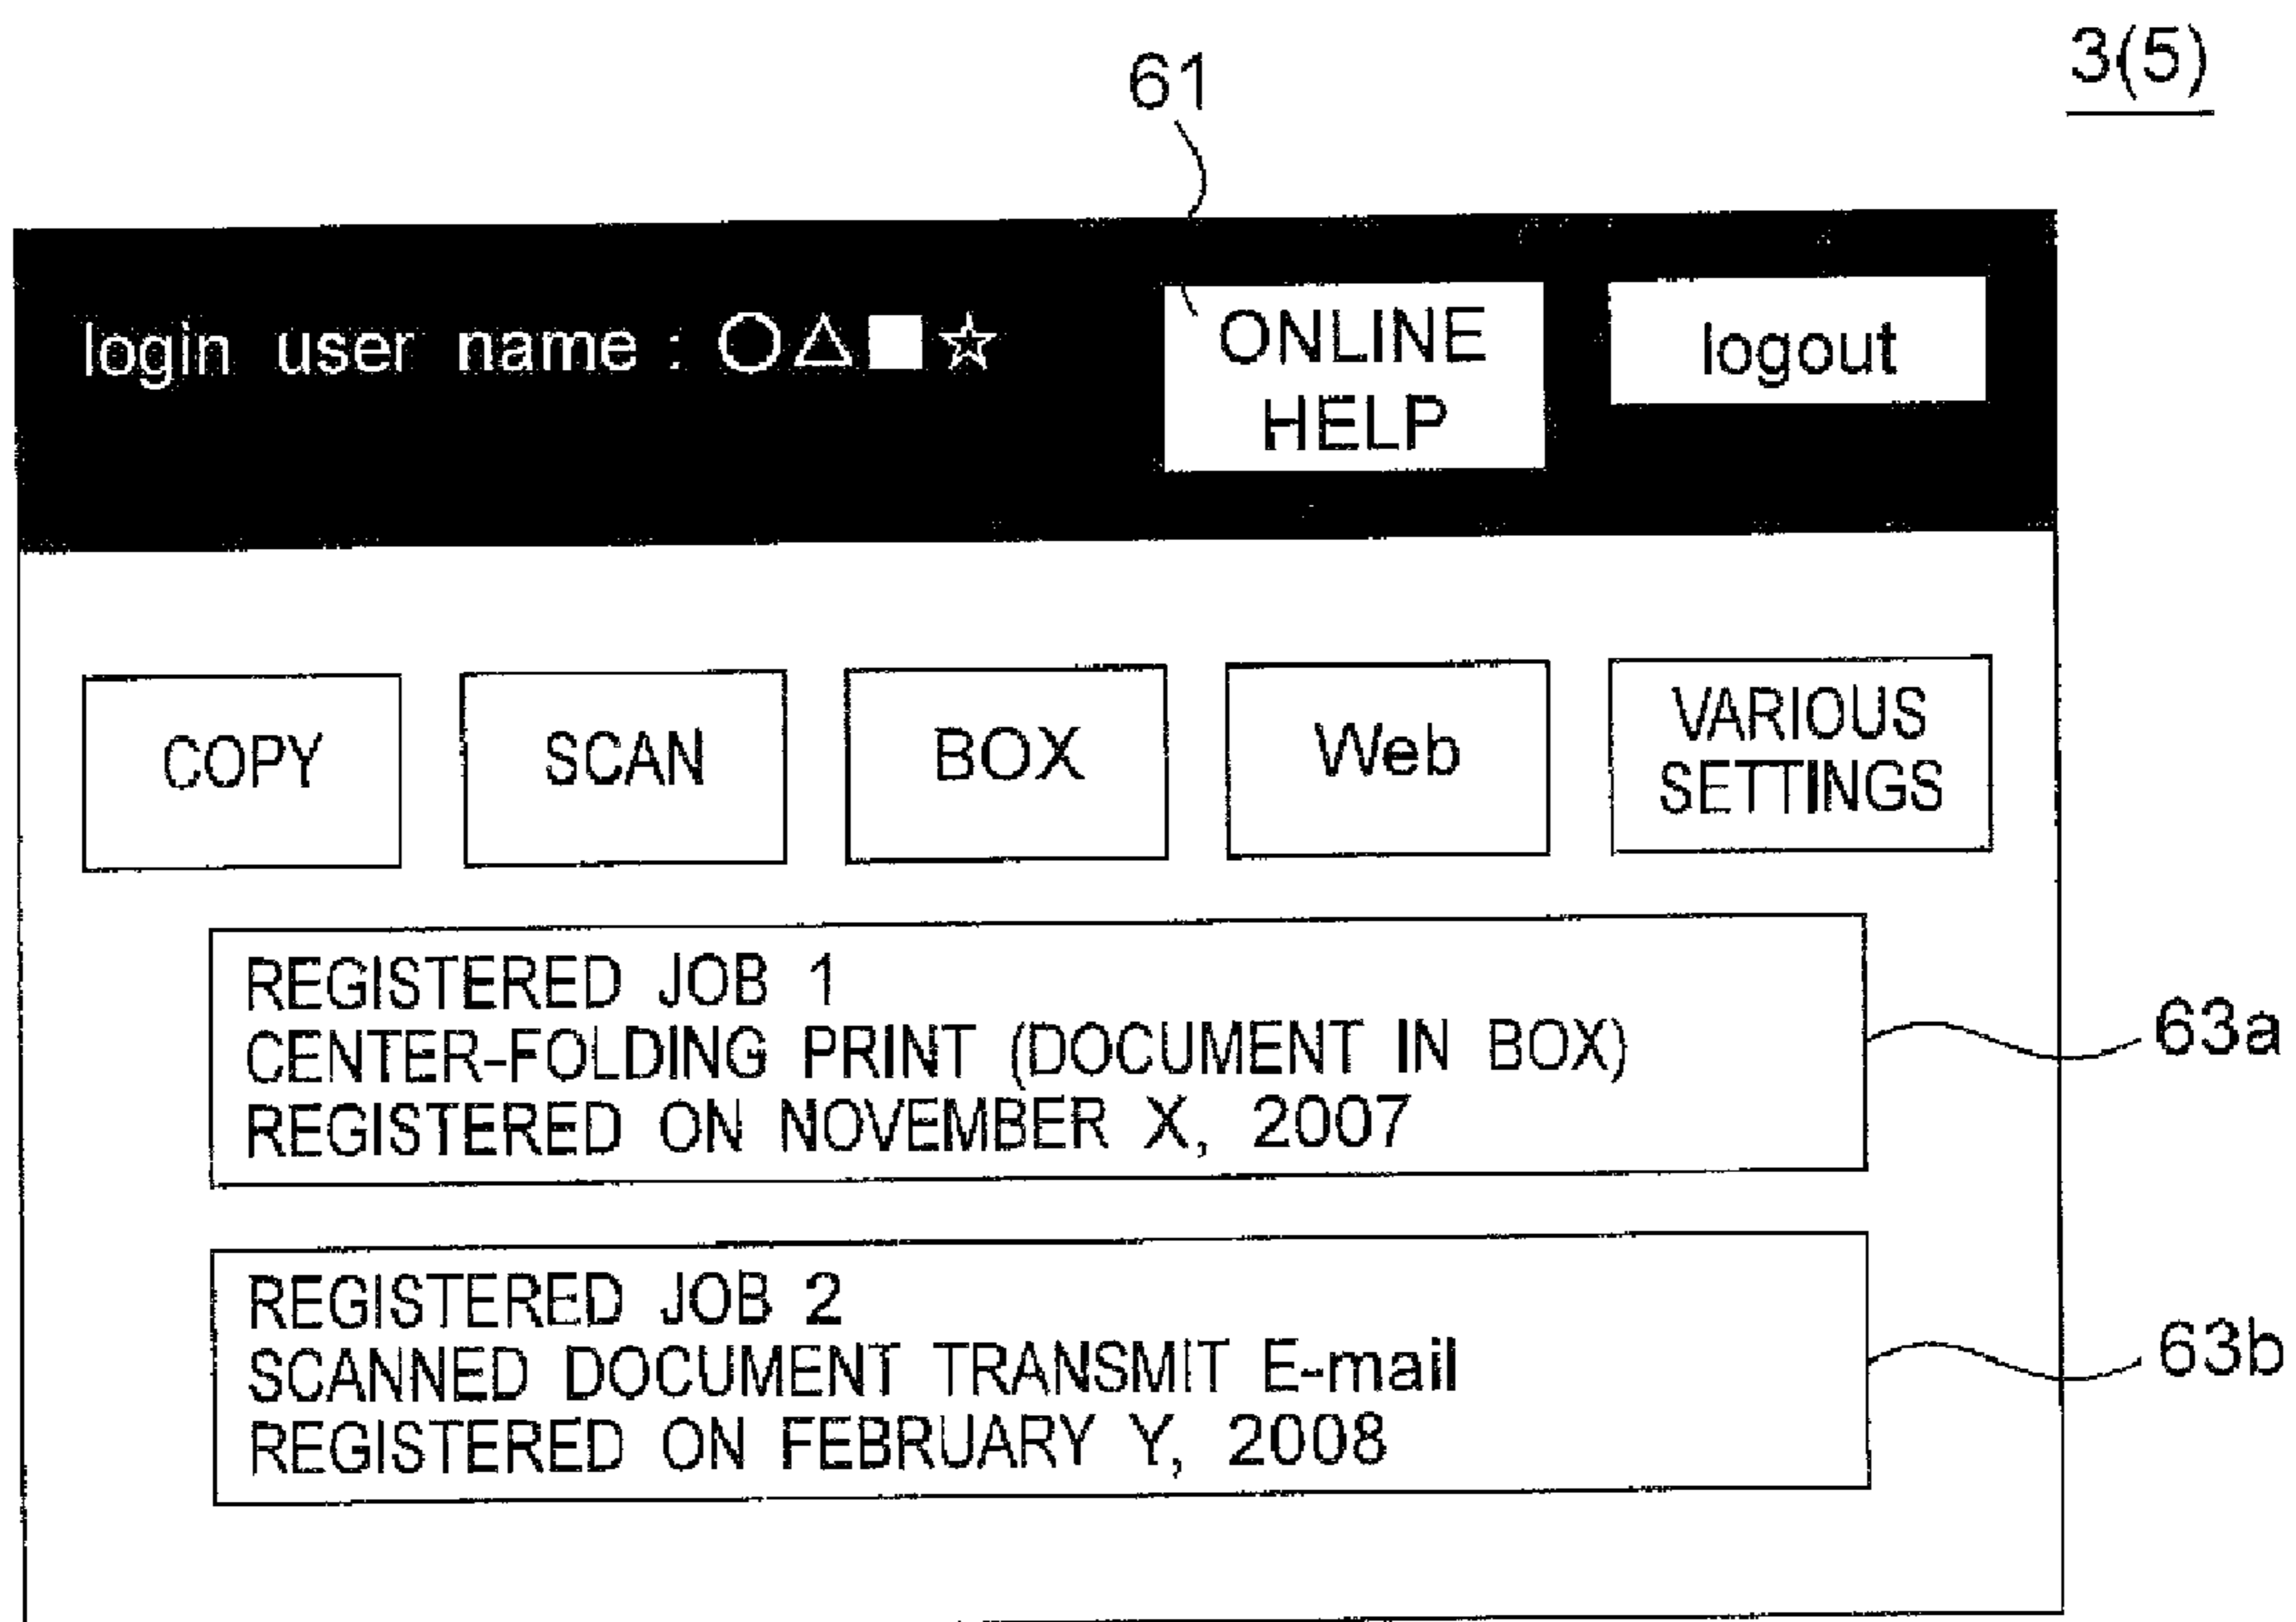 3(5)
61
login user name : ○△■☆
ONLINE
HELP
logout
COPY
SCAN
BOX
Web
VARIOUS
SETTINGS
REGISTERED JOB 1
CENTER-FOLDING PRINT (DOCUMENT IN BOX)
REGISTERED ON NOVEMBER X, 2007
63a
REGISTERED JOB 2
SCANNED DOCUMENT TRANSMIT E-mail
REGISTERED ON FEBRUARY Y, 2008
63b